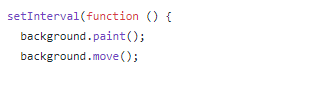 setInterval(function () {
  background.paint();
  background.move();